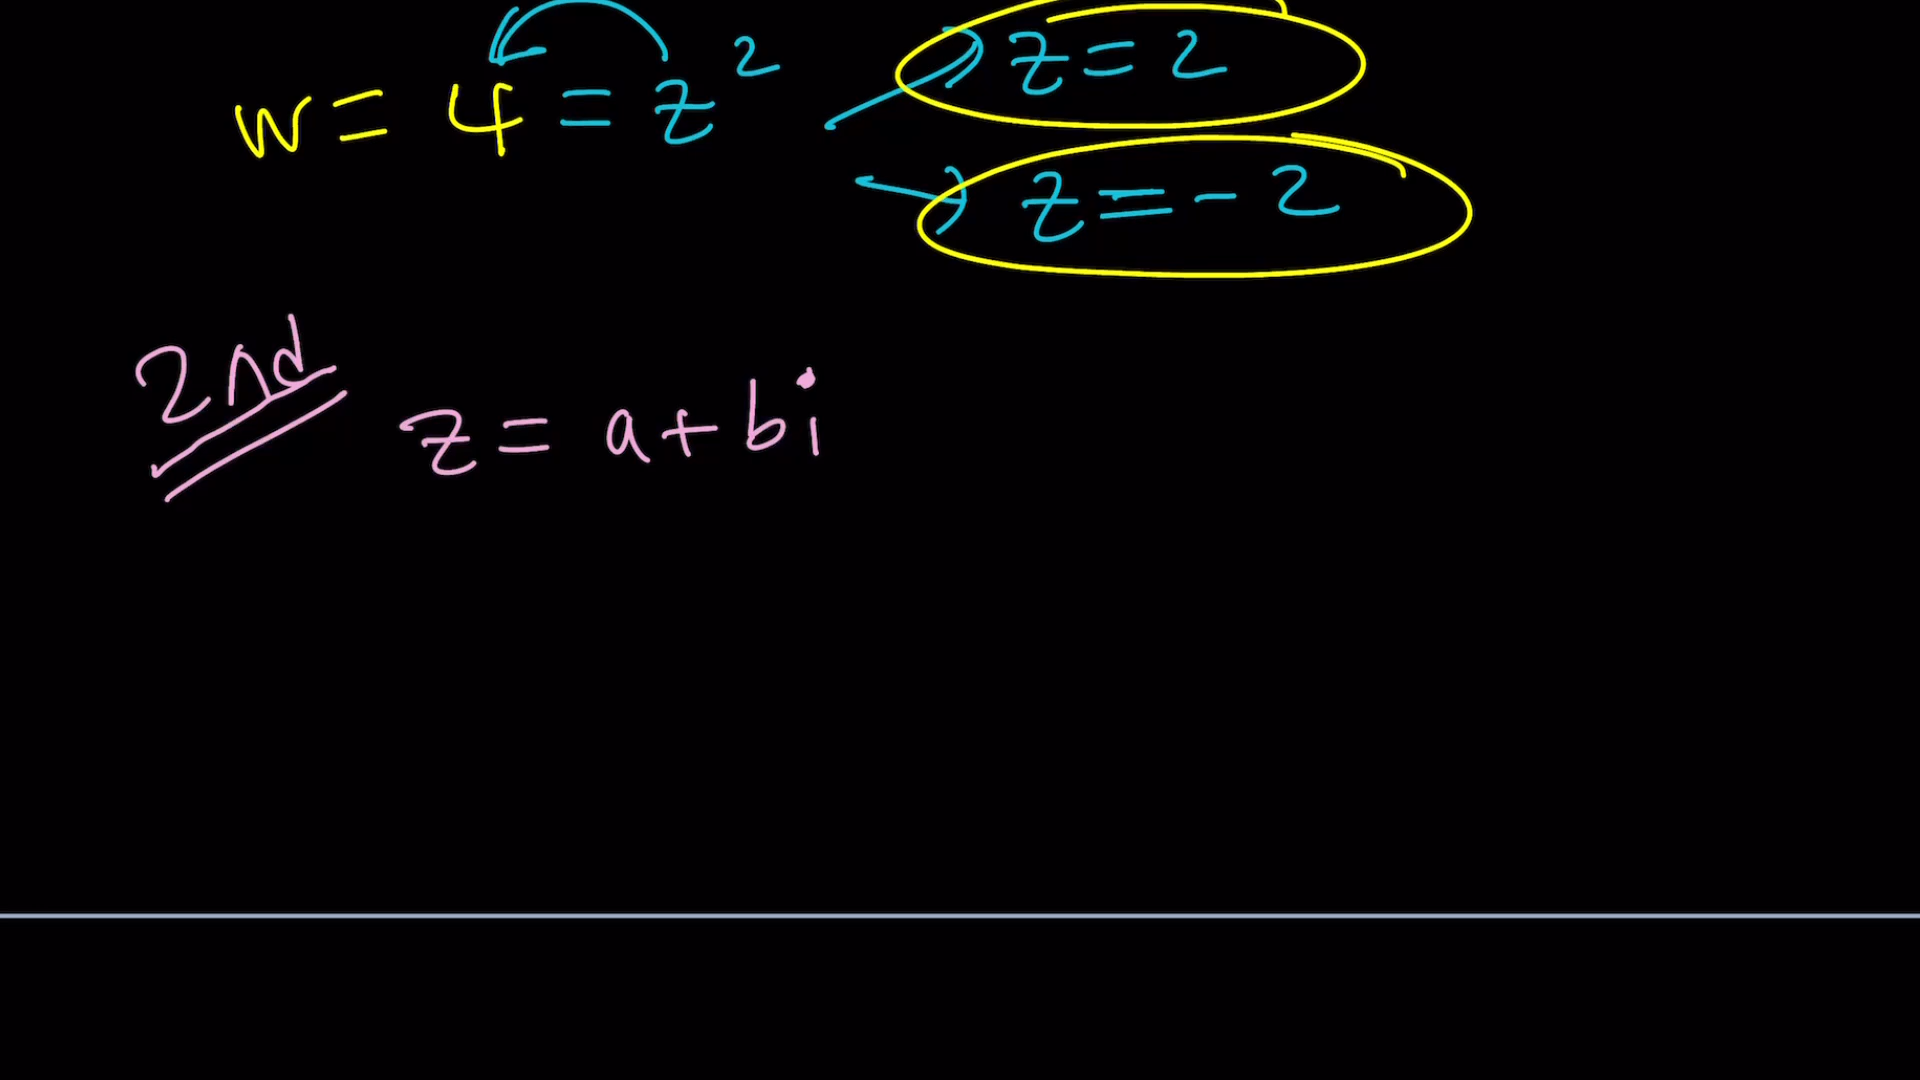 w = 4 = z²
z = 2
z = - 2
2nd
z = a + bi